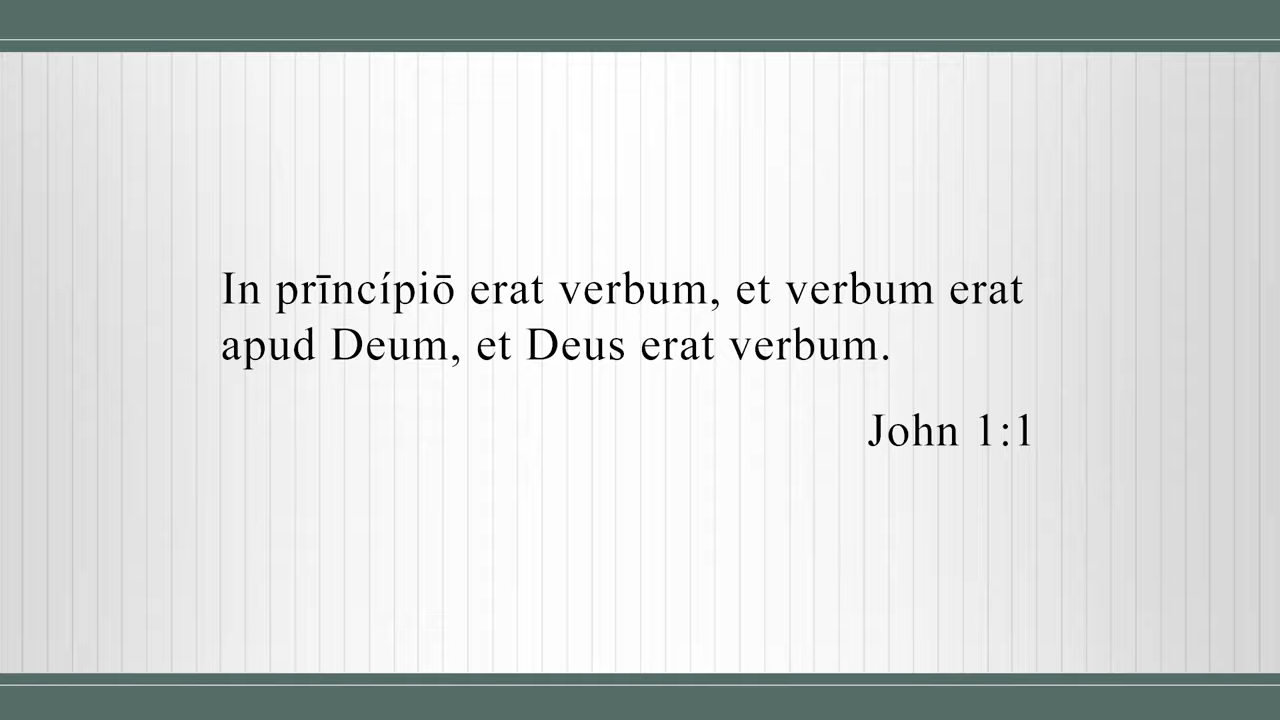 In prīncípiō erat verbum, et verbum erat
apud Deum, et Deus erat verbum.
John 1:1